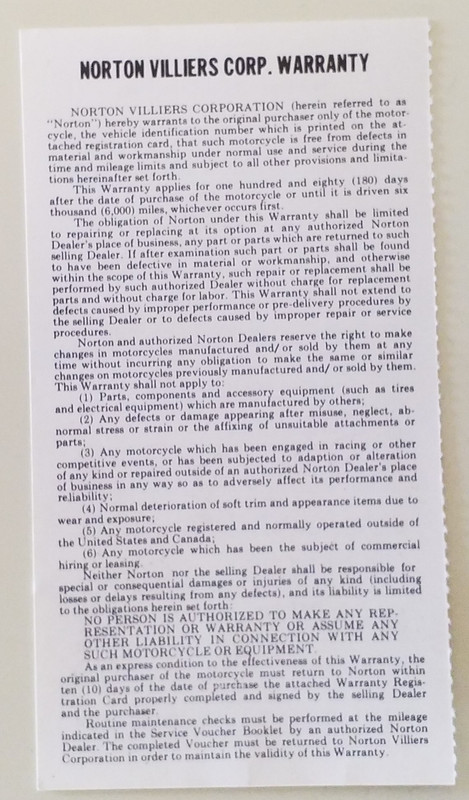 NORTON VILLIERS CORP. WARRANTY
NORTON VILLIERS CORPORATION (herein referred to as
"Norton") hereby warrants to the original purchaser only of the motor-
cycle, the vehicle identification number which is printed on the at-
tached registration card, that such motorcycle is free from defects in
material and workmanship under normal use and service during the
time and mileage limits and subject to all other provisions and limita-
tions hereinafter set forth.
This Warranty applies for one hundred and eighty (180) days
after the date of purchase of the motorcycle or until it is driven six
thousand (6,000) miles, whichever occurs first.
The obligation of Norton under this Warranty shall be limited
to repairing or replacing at its option at any authorized Norton
Dealer's place of business, any part or parts which are returned to such
selling Dealer. If after examination such part or parts shall be found
to have been defective in material or workmanship, and otherwise
within the scope of this Warranty, such repair or replacement shall be
performed by such authorized Dealer without charge for replacement
parts and without charge for labor. This Warranty shall not extend to
defects caused by improper performance or pre-delivery procedures by
the selling Dealer or to defects caused by improper repair or service
procedures.
Norton and authorized Norton Dealers reserve the right to make
changes in motorcycles manufactured and/or sold by them at any
time without incurring any obligation to make the same or similar
changes on motorcycles previously manufactured and/ or sold by them.
This Warranty shall not apply to:
(1) Parts, components and accessory equipment (such as tires
and electrical equipment) which are manufactured by others;
(2) Any defects or damage appearing after misuse, neglect, ab-
normal stress or strain or the affixing of unsuitable attachments or
parts;
(3) Any motorcycle which has been engaged in racing or other
competitive events, or has been subjected to adaption or alteration
of any kind or repaired outside of an authorized Norton Dealer's place
of business in any way so as to adversely affect its performance and
reliability;
(4) Normal deterioration of soft trim and appearance items due to
wear and exposure;
(5) Any motorcycle registered and normally operated outside of
the United States and Canada;
(6) Any motorcycle which has been the subject of commercial
hiring or leasing.
Neither Norton nor the selling Dealer shall be responsible for
special or consequential damages or injuries of any kind (including
losses or delays resulting from any defects), and its liability is limited
to the obligations herein set forth:
NO PERSON IS AUTHORIZED TO MAKE ANY REP-
RESENTATION OR WARRANTY OR ASSUME ANY
OTHER LIABILITY IN CONNECTION WITH ANY
SUCH MOTORCYCLE OR EQUIPMENT.
As an express condition to the effectiveness of this Warranty, the
original purchaser of the motorcycle must return to Norton within
ten (10) days of the date of purchase the attached Warranty Regis-
tration Card properly completed and signed by the selling Dealer
and the purchaser.
Routine maintenance checks must be performed at the mileage
indicated in the Service Voucher Booklet by an authorized Norton
Dealer. The completed Voucher must be returned to Norton Villiers
Corporation in order to maintain the validity of this Warranty.